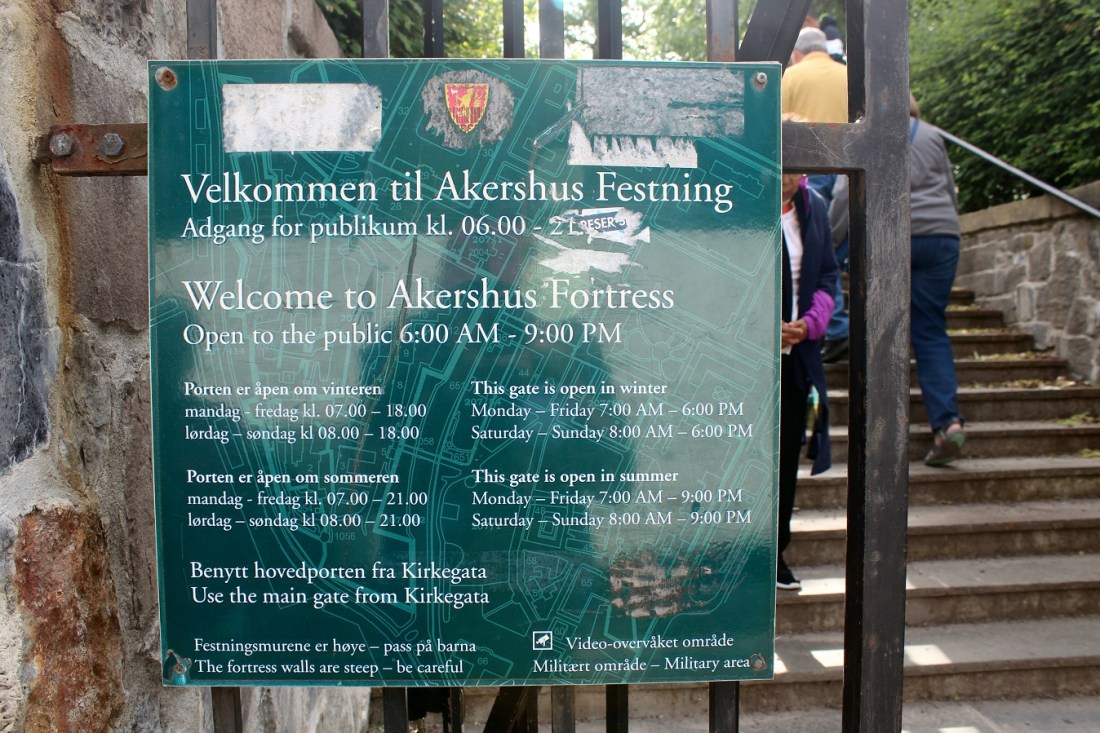 Velkommen til Akershus Festning
Adgang for publikum kl. 06.00 - 21.
RESER'S
Welcome to Akershus Fortress
Open to the public 6:00 AM - 9:00 PM
Porten er åpen om vinteren
mandag - fredag kl. 07.00 – 18.00
lørdag – søndag kl 08.00 – 18.00
This gate is open in winter
Monday – Friday 7:00 AM – 6:00 PM
Saturday – Sunday 8:00 AM – 6:00 PM
Porten er åpen om sommeren
mandag - fredag kl. 07.00 – 21.00
lørdag – søndag kl 08.00 – 21.00
This gate is open in summer
Monday – Friday 7:00 AM – 9:00 PM
Saturday – Sunday 8:00 AM – 9:00 PM
Benytt hovedporten fra Kirkegata
Use the main gate from Kirkegata
Festningsmurene er høye – pass på barna
The fortress walls are steep – be careful
Video-overvåket område
Militært område – Military area